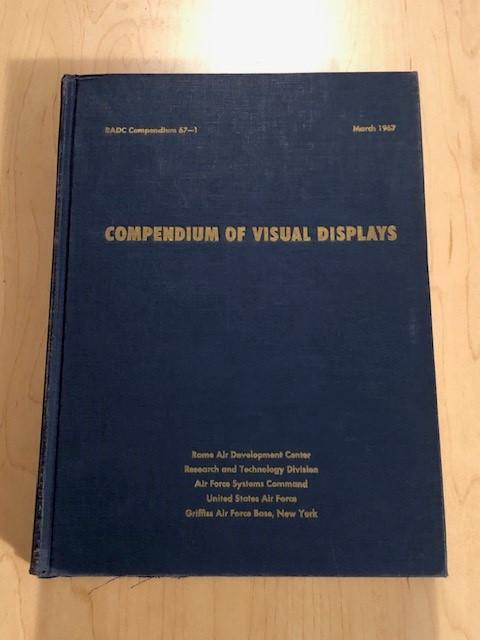 RADC Compendium 67-1
March 1967
COMPENDIUM OF VISUAL DISPLAYS
Rome Air Development Center
Research and Technology Division
Air Force Systems Command
United States Air Force
Griffiss Air Force Base, New York